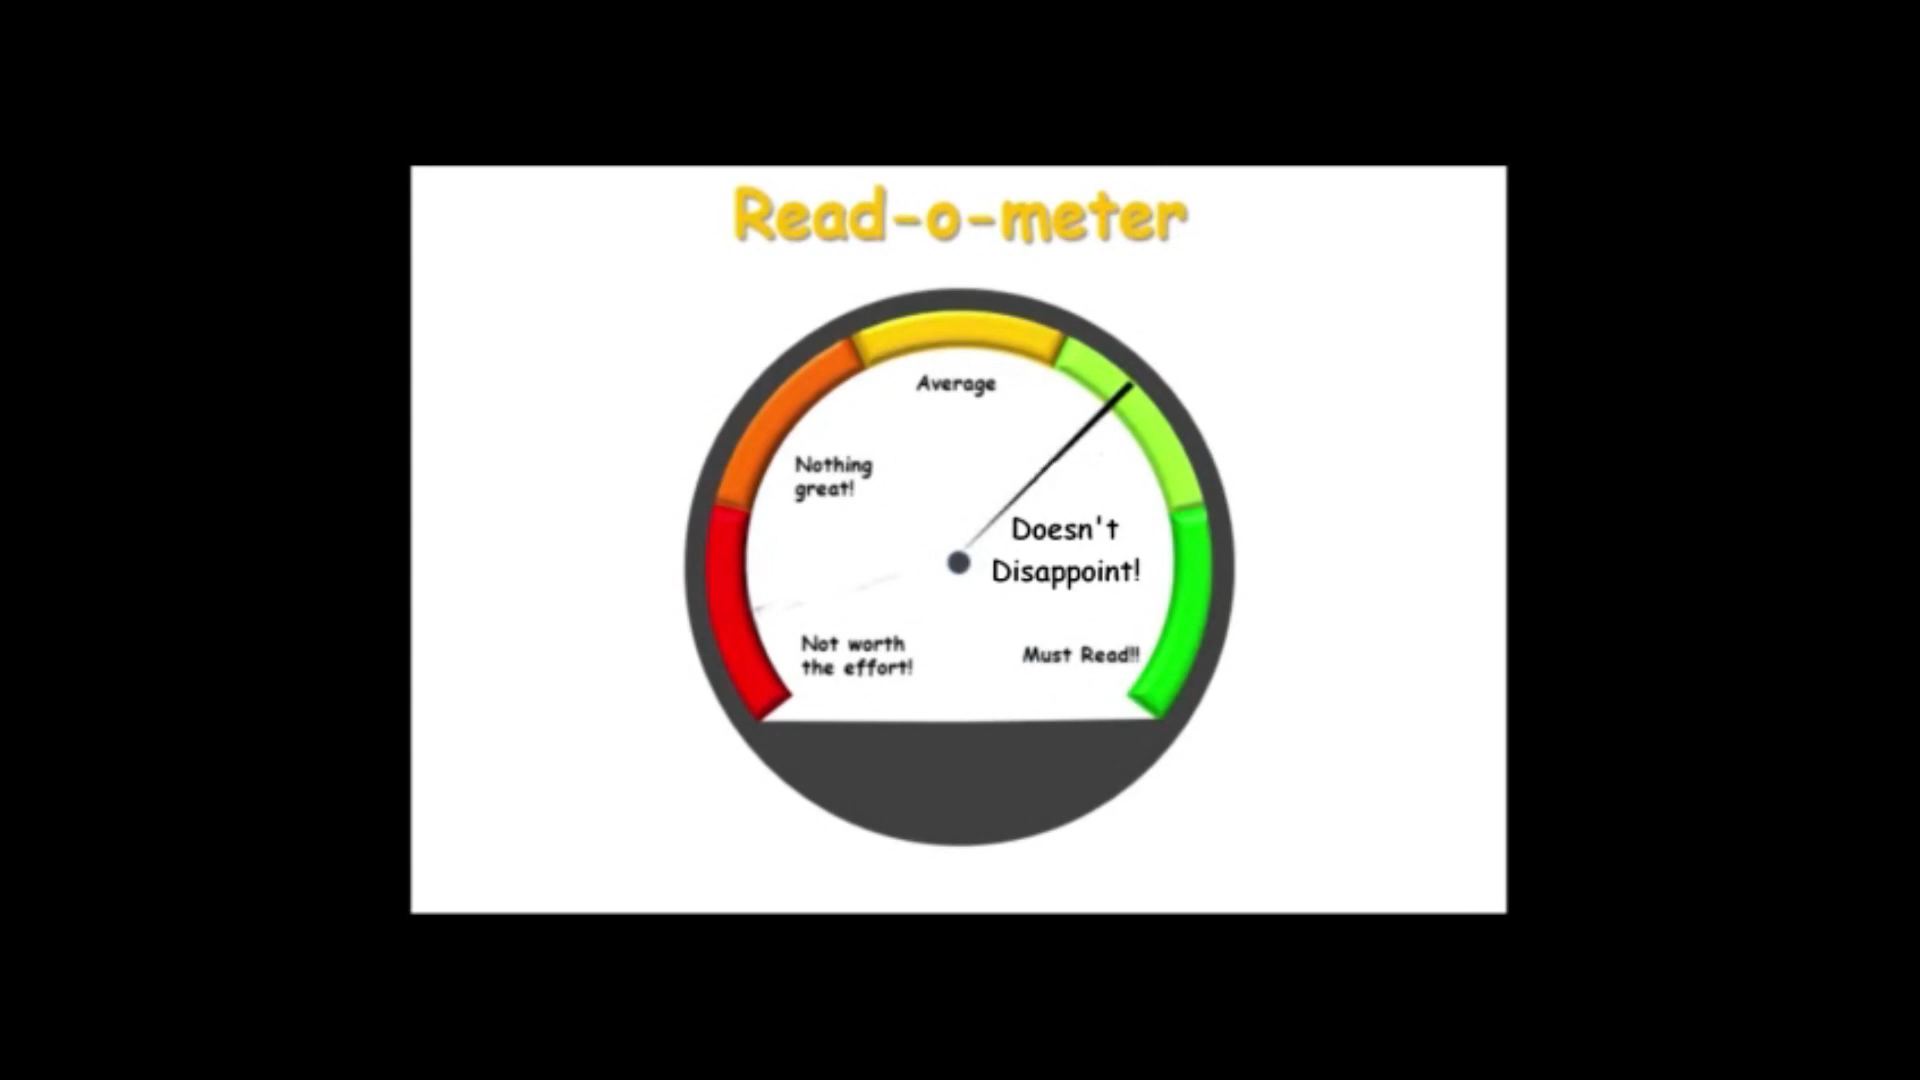 Read-o-meter
Average
Nothing
great!
Doesn't
Disappoint!
Not worth
the effort!
Must Read!!